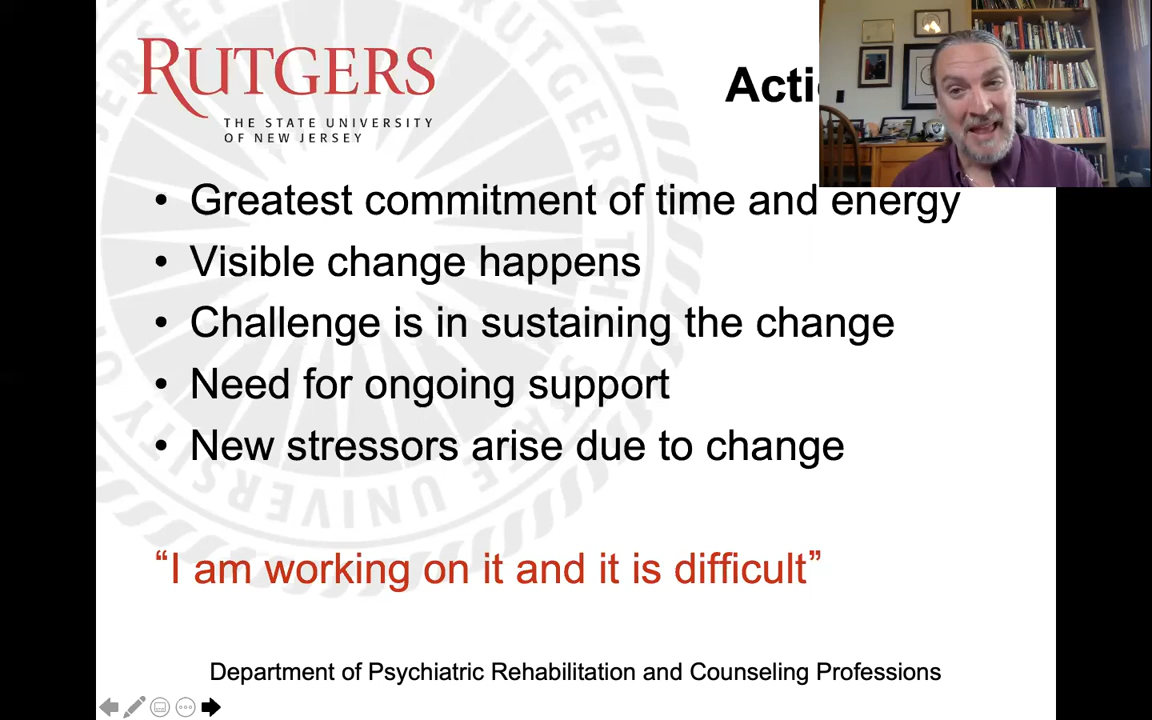 RUTGERS
THE STATE UNIVERSITY
OF NEW JERSEY
• Greatest commitment of time and energy
• Visible change happens
• Challenge is in sustaining the change
• Need for ongoing support
• New stressors arise due to change
“I am working on it and it is difficult”
Department of Psychiatric Rehabilitation and Counseling Professions